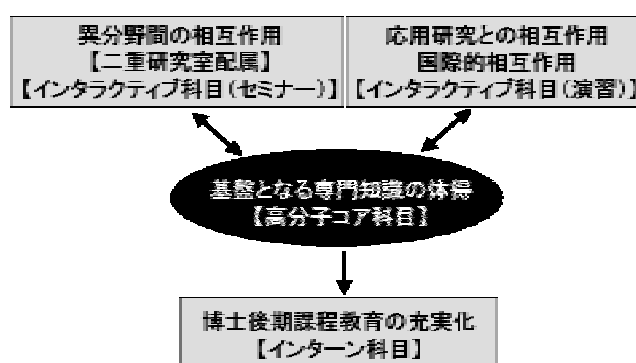 異分野間の相互作用
【二重研究室配属】
【インタラクティブ科目(セミナー)】
応用研究との相互作用
国際的相互作用
【インタラクティブ科目(演習)】
基盤となる専門知識の体得
【高分子コア科目】
博士後期課程教育の充実化
【インターン科目】